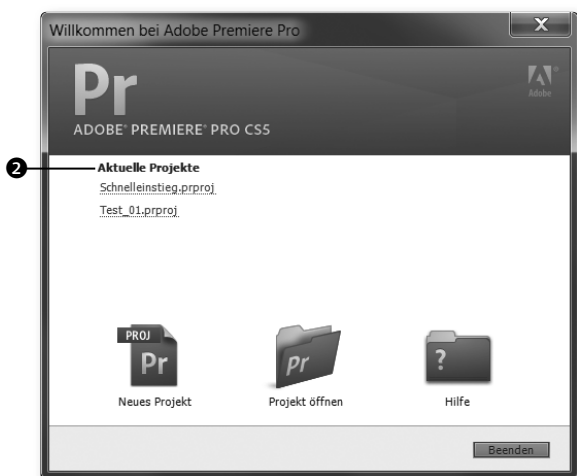 Willkommen bei Adobe Premiere Pro
X
Pr
Adobe
ADOBE® PREMIERE® PRO CS5
❷
Aktuelle Projekte
Schnelleinstieg.prproj
Test_01.prproj
PROJ
Pr
Pr
?
Neues Projekt
Projekt öffnen
Hilfe
Beenden